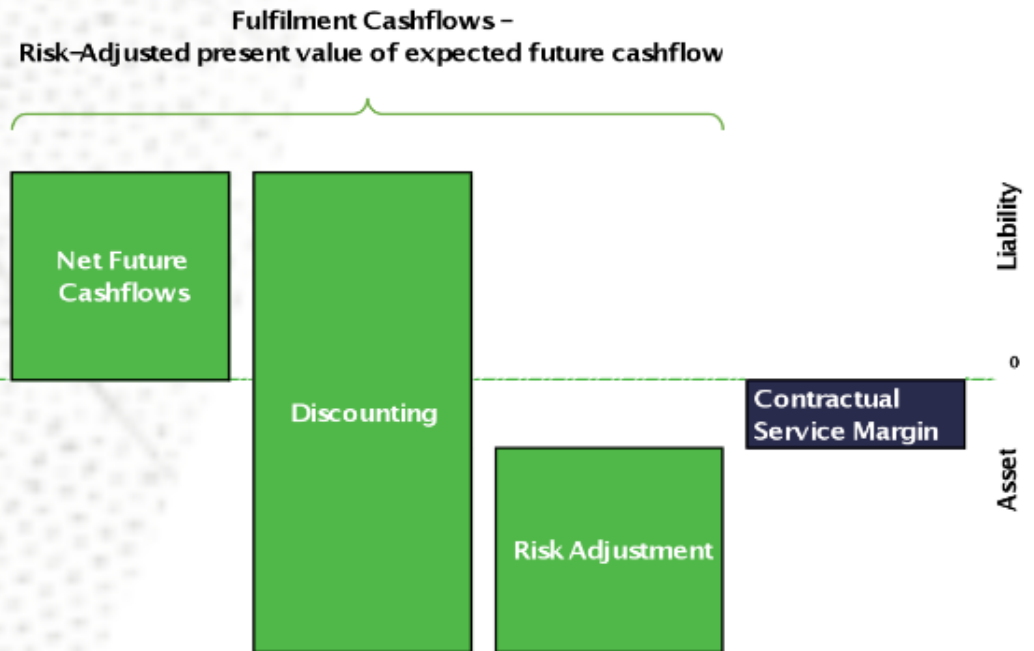 Fulfilment Cashflows –
Risk-Adjusted present value of expected future cashflow
Net Future
Cashflows
Discounting
Risk Adjustment
Contractual
Service Margin
Liability
0
Asset